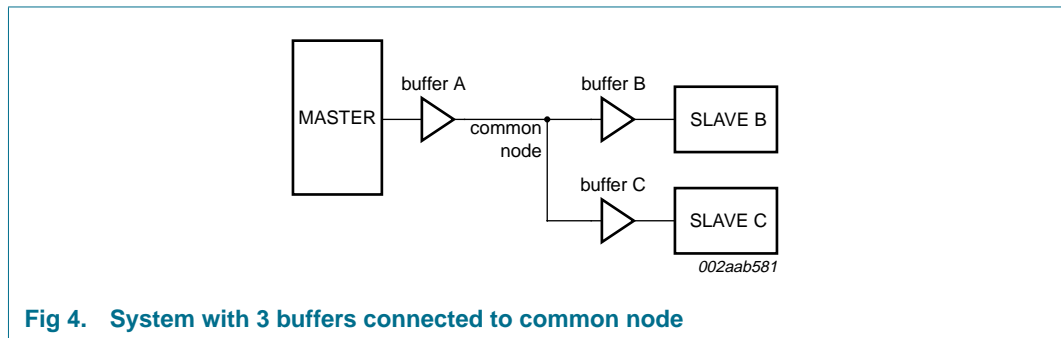 buffer A
buffer B
MASTER
SLAVE B
common
node
buffer C
SLAVE C
002aab581
Fig 4. System with 3 buffers connected to common node